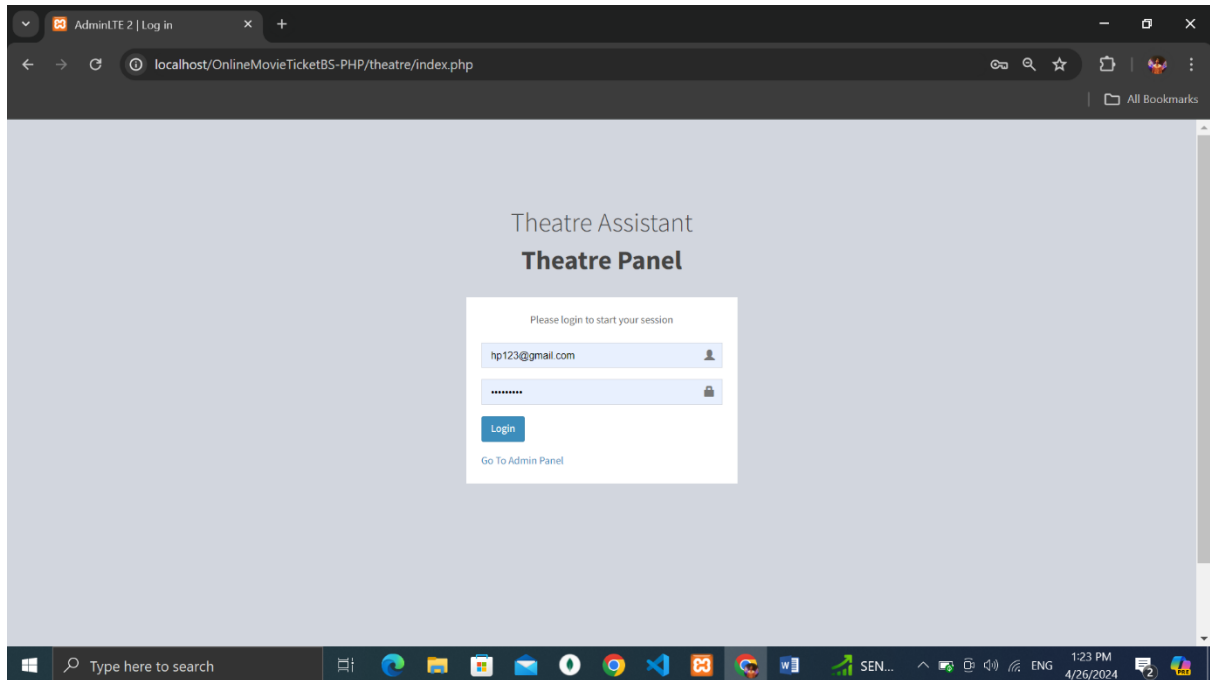 AdminLTE 2 | Log in
localhost/OnlineMovieTicketBS-PHP/theatre/index.php
All Bookmarks
Theatre Assistant
Theatre Panel
Please login to start your session
hp123@gmail.com
•••••••••
Login
Go To Admin Panel
Type here to search
SEN...
ENG
1:23 PM
4/26/2024
2